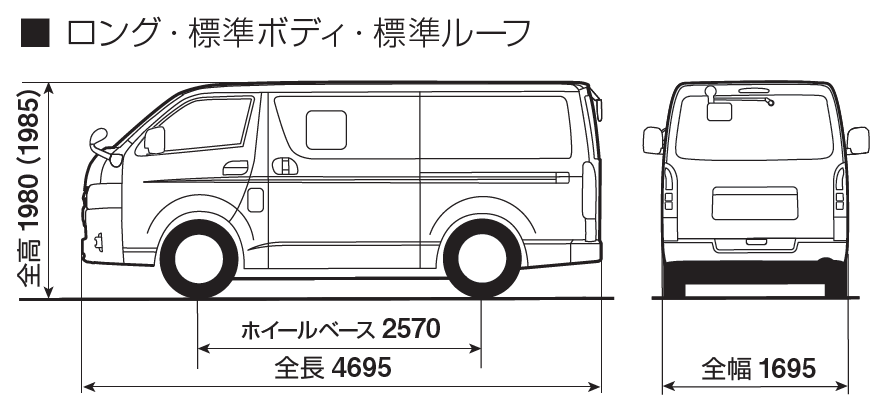 ■ ロング・標準ボディ・標準ルーフ
全高 1980 (1985)
ホイールベース 2570
全長 4695
全幅 1695